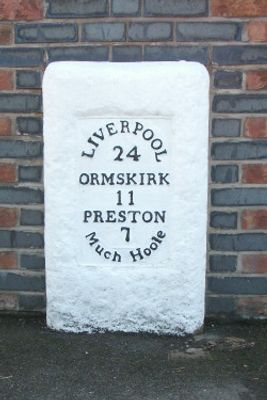 LIVERPOOL
24
ORMSKIRK
11
PRESTON
7
Much Hoole